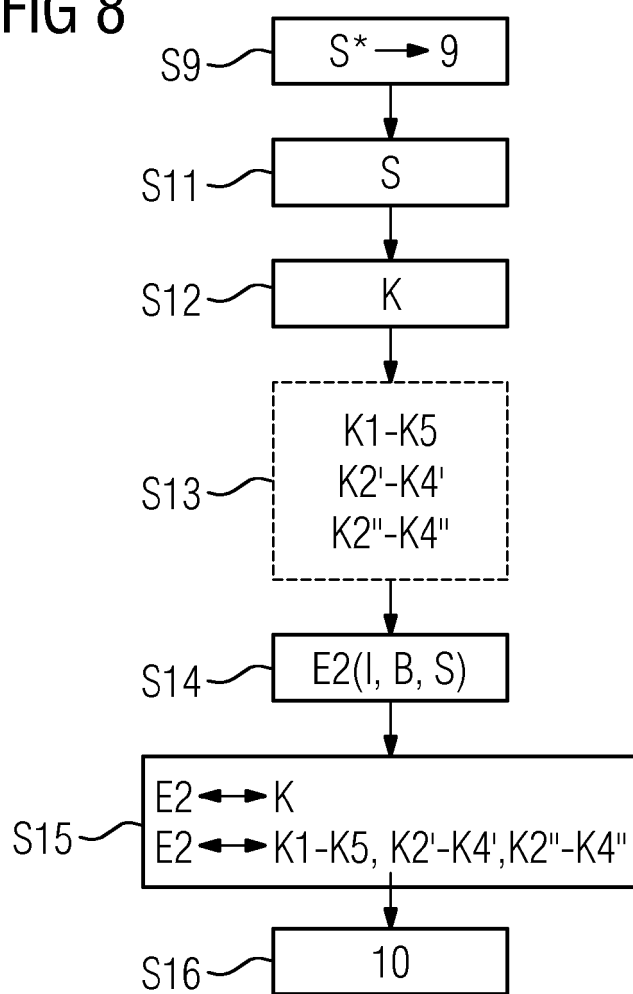 FIG 8
S9 S* → 9
S11 S
S12 K
K1-K5
S13 K2'-K4'
K2"-K4"
S14 E2(I, B, S)
E2 ↔ K
S15 E2 ↔ K1-K5, K2'-K4',K2"-K4"
S16 10